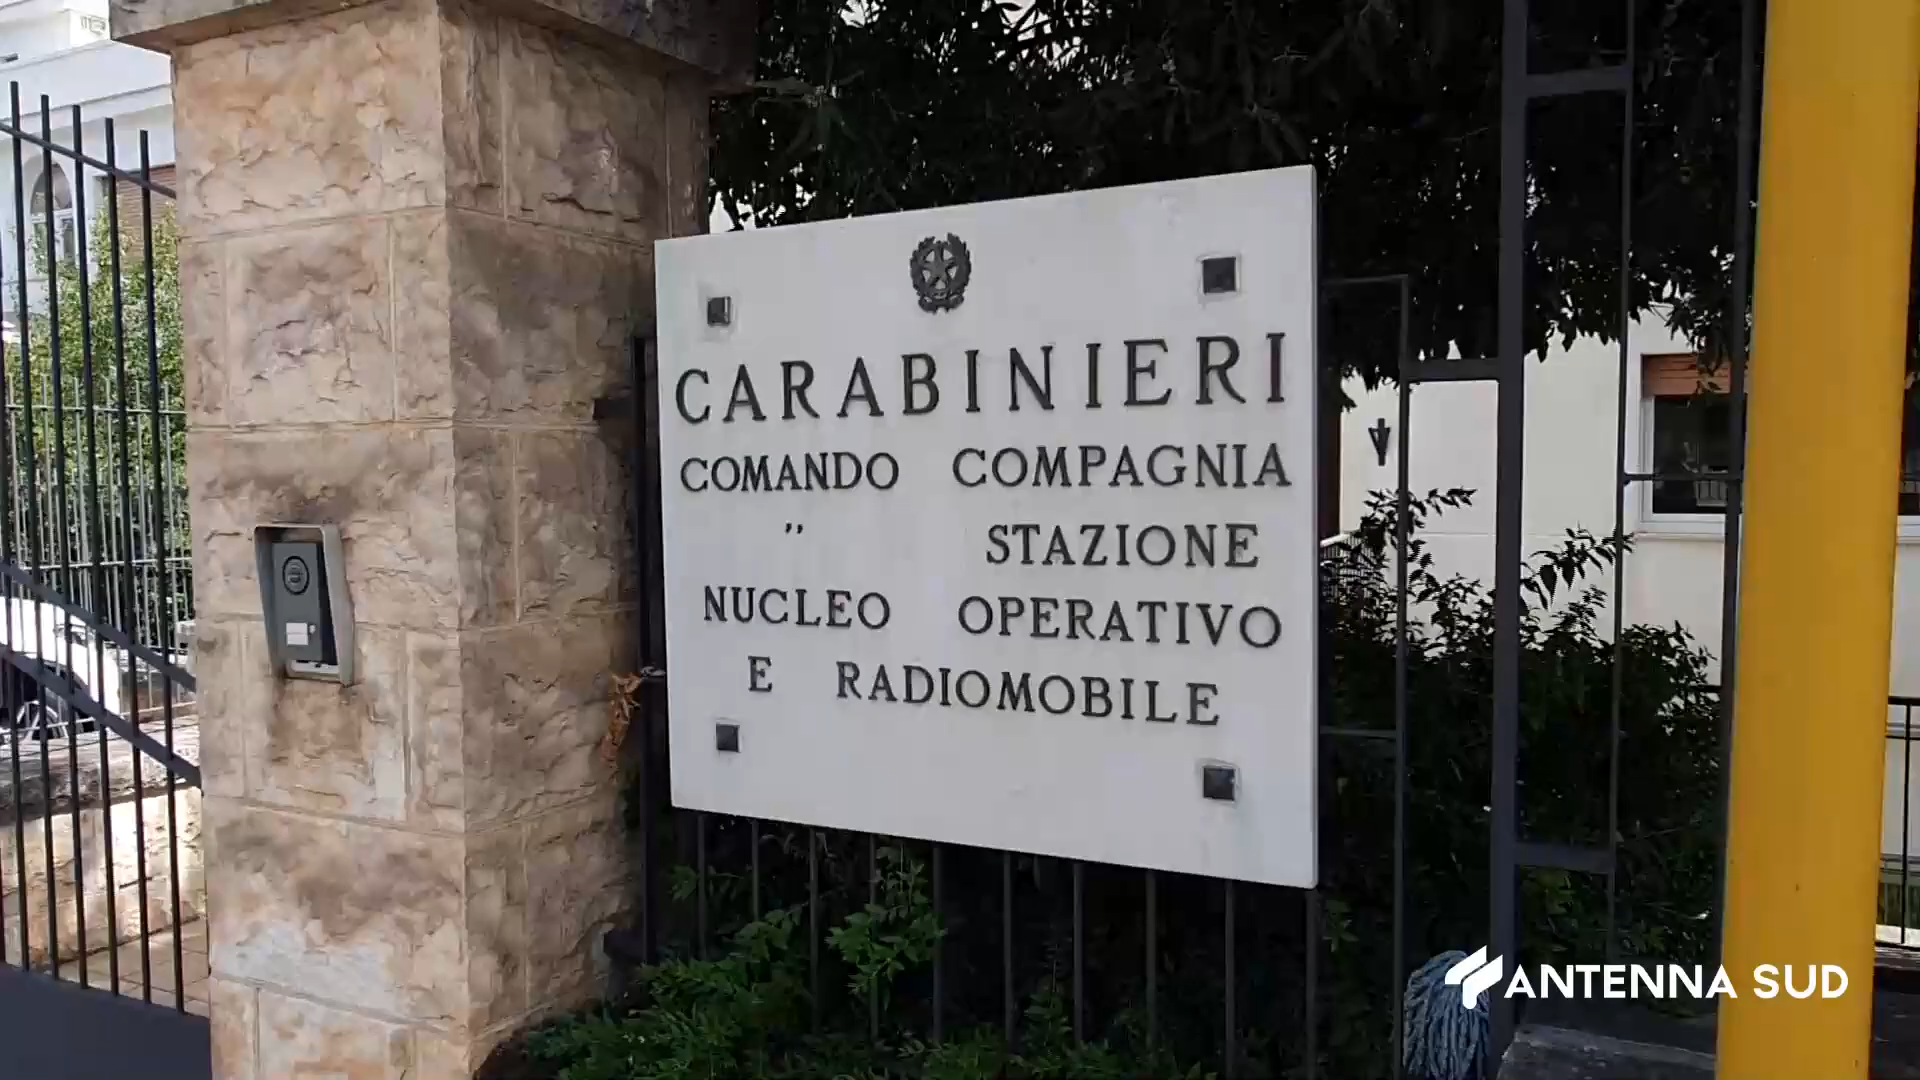 CARABINIERI
COMANDO COMPAGNIA
" STAZIONE
NUCLEO OPERATIVO
E RADIOMOBILE
ANTENNA SUD